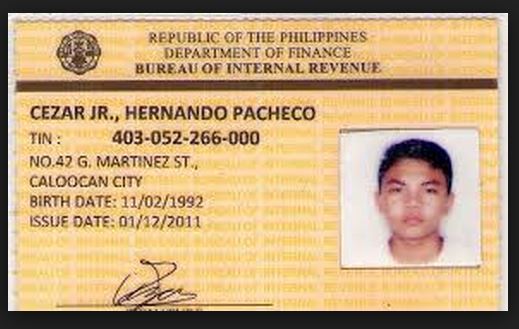 REPUBLIC OF THE PHILIPPINES
DEPARTMENT OF FINANCE
BUREAU OF INTERNAL REVENUE
CEZAR JR., HERNANDO PACHECO
TIN : 403-052-266-000
NO.42 G. MARTINEZ ST.,
CALOOCAN CITY
BIRTH DATE: 11/02/1992
ISSUE DATE: 01/12/2011